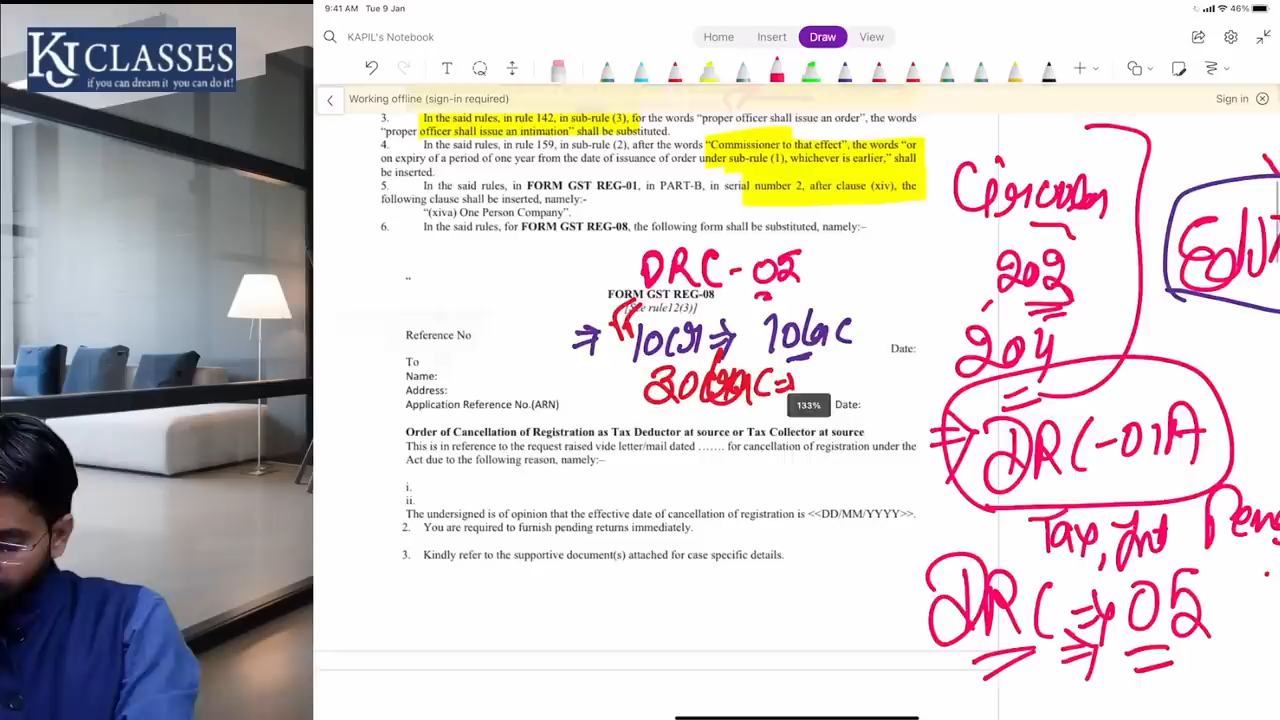 9:41 AM Tue 9 Jan
46%
KJ CLASSES
if you can dream it you can do it!
KAPIL's Notebook
Home Insert Draw View
Working offline (sign-in required)
Sign in
3. In the said rules, in rule 142, in sub-rule (3), for the words “proper officer shall issue an order”, the words
“proper officer shall issue an intimation” shall be substituted.
4. In the said rules, in rule 159, in sub-rule (2), after the words “Commissioner to that effect”, the words “or
on expiry of a period of one year from the date of issuance of order under sub-rule (1), whichever is earlier,” shall
be inserted.
5. In the said rules, in FORM GST REG-01, in PART-B, in serial number 2, after clause (xiv), the
following clause shall be inserted, namely:-
“(xiva) One Person Company”.
6. In the said rules, for FORM GST REG-08, the following form shall be substituted, namely:–
"
DRC-05
FORM GST REG-08
[See rule12(3)]
Reference No
Date:
To
Name:
Address:
Application Reference No.(ARN)
Date:
133%
Order of Cancellation of Registration as Tax Deductor at source or Tax Collector at source
This is in reference to the request raised vide letter/mail dated ……. for cancellation of registration under the
Act due to the following reason, namely:–
i.
ii.
The undersigned is of opinion that the effective date of cancellation of registration is <<DD/MM/YYYY>>.
2. You are required to furnish pending returns immediately.
3. Kindly refer to the supportive document(s) attached for case specific details.
Circular
202
204
⇒ DRC-01A
Tax, Int
DRC ⇒ 05